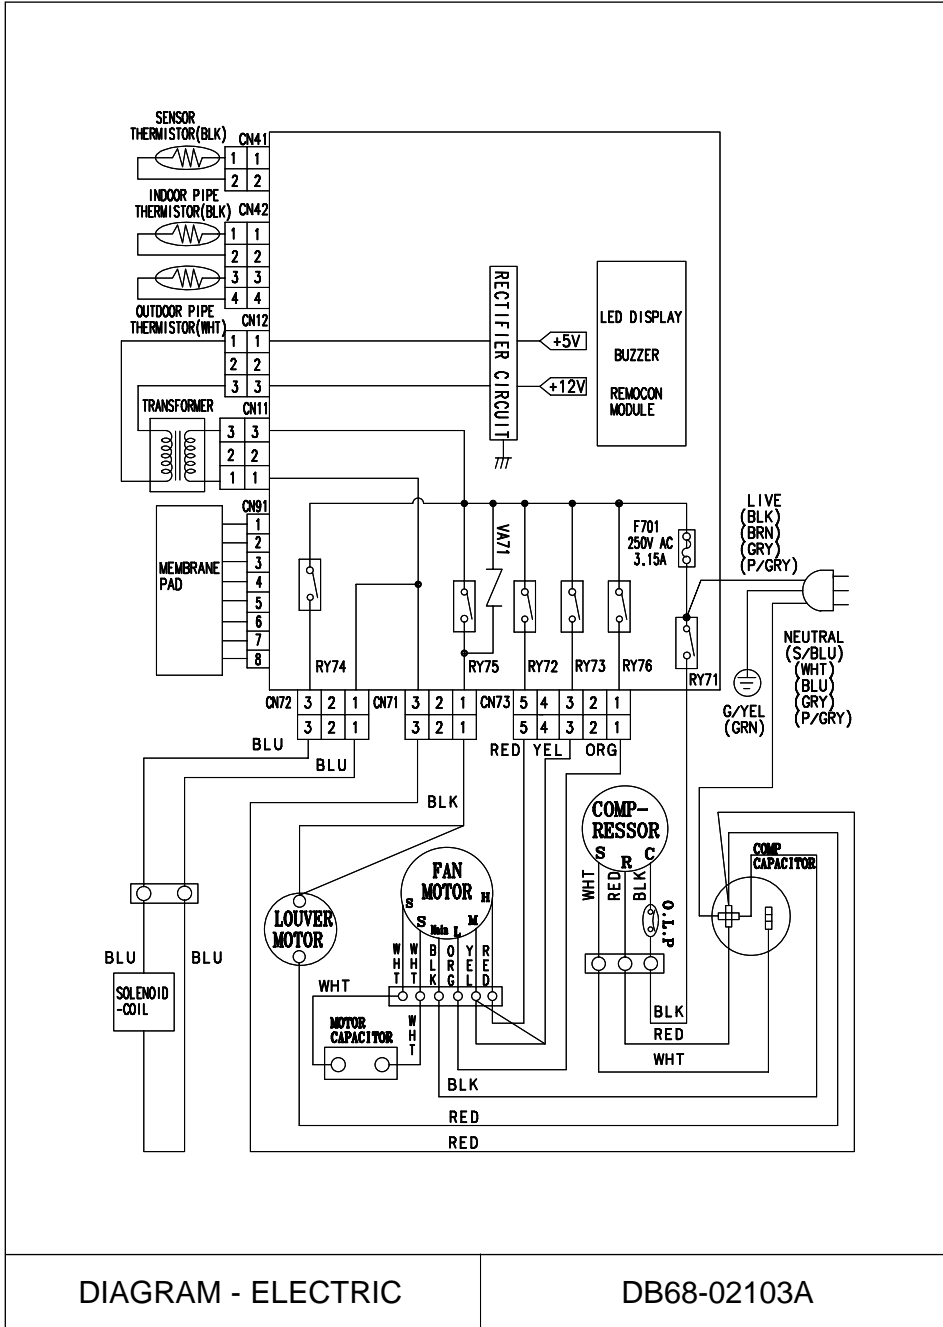 SENSOR
THERMISTOR(BLK)
CN41
1 1
2 2
INDOOR PIPE
THERMISTOR(BLK)
CN42
1 1
2 2
3 3
4 4
OUTDOOR PIPE
THERMISTOR(WHT)
CN12
1 1
2 2
3 3
TRANSFORMER
CN11
3 3
2 2
1 1
CN91
MEMBRANE
PAD
1
2
3
4
5
6
7
8
RECTIFIER CIRCUIT
+5V
+12V
LED DISPLAY
BUZZER
REMOCON
MODULE
VA71
F701
250V AC
3.15A
LIVE
(BLK)
BRN)
(GRY)
(P/GRY)
NEUTRAL
(S/BLU)
(WHT)
(BLU)
(GRY)
(P/GRY)
G/YEL
(GRN)
RY74
RY75
RY72
RY73
RY76
RY71
CN72 3 2 1
3 2 1
CN71 3 2 1
3 2 1
CN73 5 4 3 2 1
5 4 3 2 1
BLU
BLU
BLK
RED YEL ORG
COMP-
RESSOR
S R C
WHT
RED
BLK
O.L.P
COMP
CAPACITOR
FAN
MOTOR
S S Main L M H
WHT
WHT
BLK
ORG
YEL
RED
LOUVER
MOTOR
BLU
BLU
SOLENOID
-COIL
WHT
WHT
MOTOR
CAPACITOR
BLK
RED
WHT
BLK
RED
RED
DIAGRAM - ELECTRIC
DB68-02103A